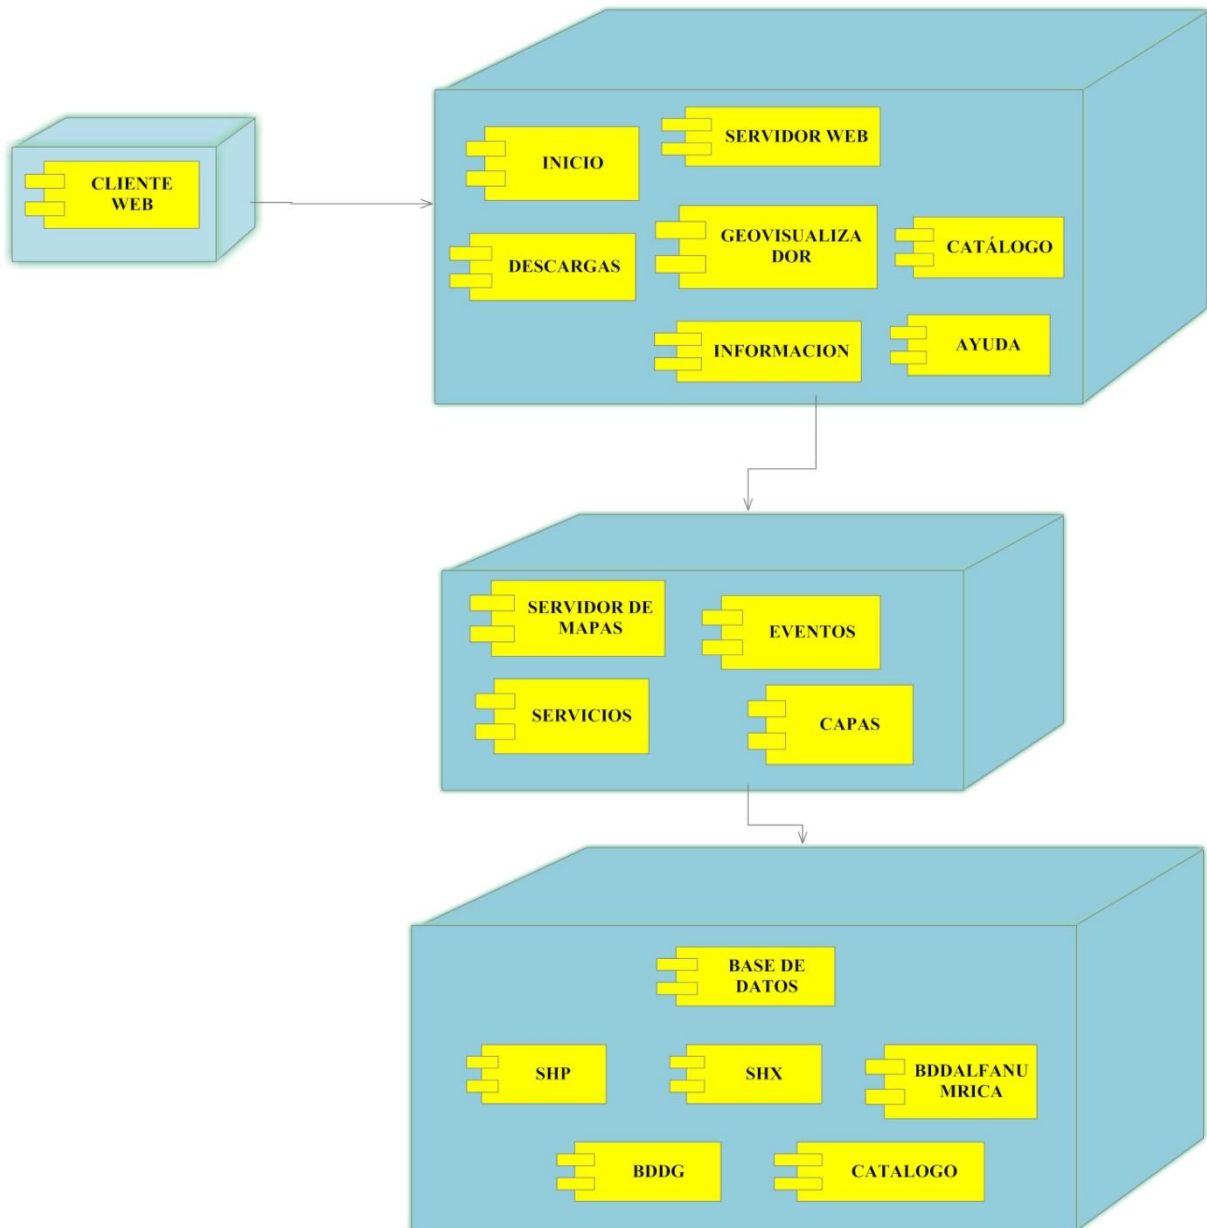 CLIENTE
WEB
INICIO
SERVIDOR WEB
DESCARGAS
GEOVISUALIZA
DOR
CATÁLOGO
INFORMACION
AYUDA
SERVIDOR DE
MAPAS
EVENTOS
SERVICIOS
CAPAS
BASE DE
DATOS
SHP
SHX
BDDALFANU
MRICA
BDDG
CATALOGO